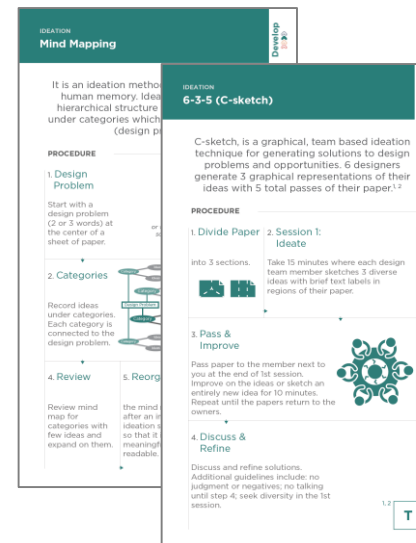 IDEATION
Mind Mapping
Develop
It is an ideation metho
human memory. Idea
hierarchical structure
under categories which
(design pr
PROCEDURE
1. Design
Problem
Start with a
design problem
(2 or 3 words) at
the center of a
sheet of paper.
2. Categories
Record ideas
under categories.
Each category is
connected to the
design problem.
Design Problem
4. Review
Review mind
map for
categories with
few ideas and
expand on them.
5. Reorg
the mind
after an in
ideation s
so that it
meaningf
readable.
IDEATION
6-3-5 (C-sketch)
C-sketch, is a graphical, team based ideation
technique for generating solutions to design
problems and opportunities. 6 designers
generate 3 graphical representations of their
ideas with 5 total passes of their paper.1, 2
PROCEDURE
1. Divide Paper
into 3 sections.
2. Session 1:
Ideate
Take 15 minutes where each design
team member sketches 3 diverse
ideas with brief text labels in
regions of their paper.
3. Pass &
Improve
Pass paper to the member next to
you at the end of 1st session.
Improve on the ideas or sketch an
entirely new idea for 10 minutes.
Repeat until the papers return to the
owners.
4. Discuss &
Refine
Discuss and refine solutions.
Additional guidelines include: no
judgment or negatives; no talking
until step 4; seek diversity in the 1st
session.
1, 2
T